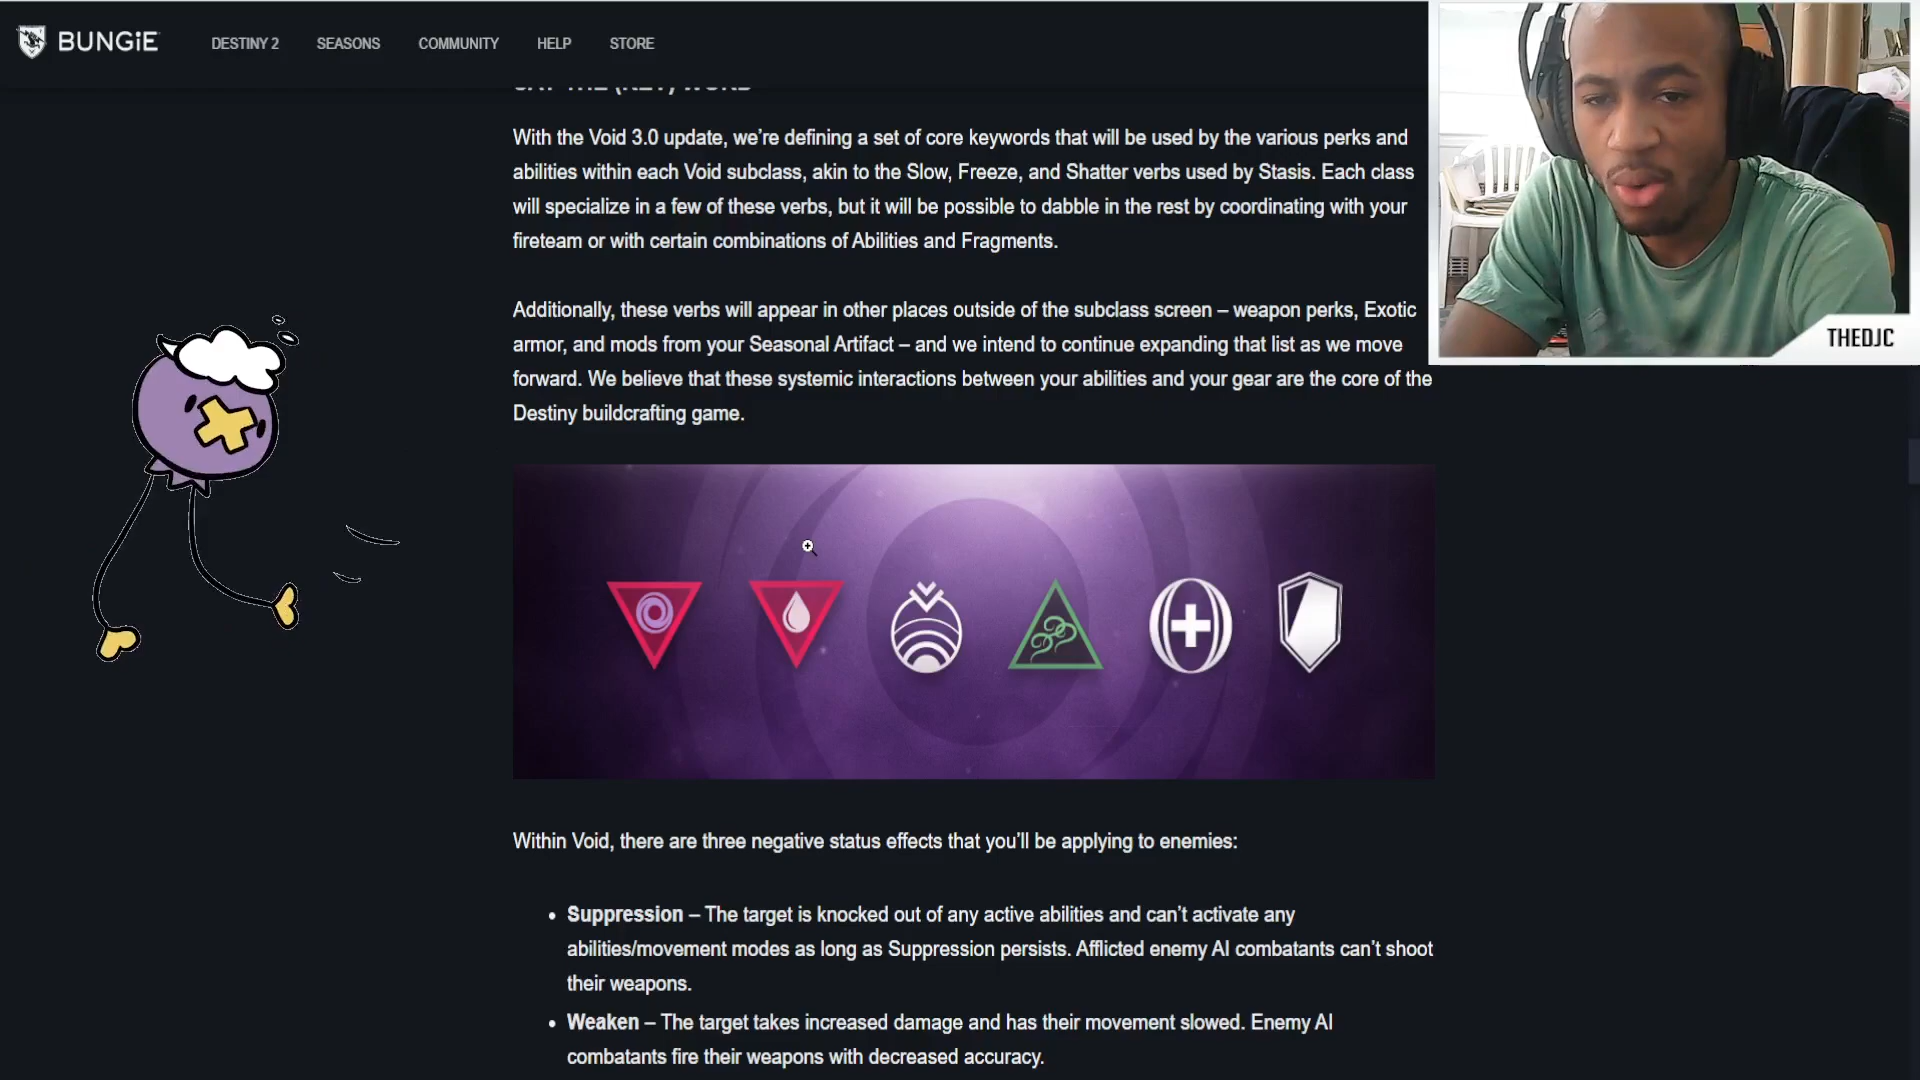 BUNGiE
DESTINY 2
SEASONS
COMMUNITY
HELP
STORE
THEDJC
SAY THE (KEY) WORD
With the Void 3.0 update, we’re defining a set of core keywords that will be used by the various perks and
abilities within each Void subclass, akin to the Slow, Freeze, and Shatter verbs used by Stasis. Each class
will specialize in a few of these verbs, but it will be possible to dabble in the rest by coordinating with your
fireteam or with certain combinations of Abilities and Fragments.
Additionally, these verbs will appear in other places outside of the subclass screen – weapon perks, Exotic
armor, and mods from your Seasonal Artifact – and we intend to continue expanding that list as we move
forward. We believe that these systemic interactions between your abilities and your gear are the core of the
Destiny buildcrafting game.
Within Void, there are three negative status effects that you’ll be applying to enemies:
• Suppression – The target is knocked out of any active abilities and can’t activate any
abilities/movement modes as long as Suppression persists. Afflicted enemy AI combatants can’t shoot
their weapons.
• Weaken – The target takes increased damage and has their movement slowed. Enemy AI
combatants fire their weapons with decreased accuracy.